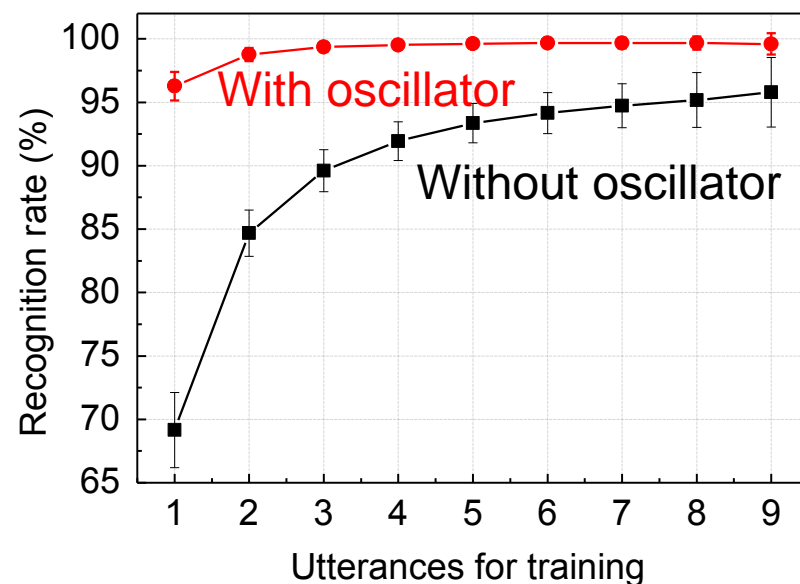 100
95
90
85
80
75
70
65
Recognition rate (%)
With oscillator
Without oscillator
1 2 3 4 5 6 7 8 9
Utterances for training